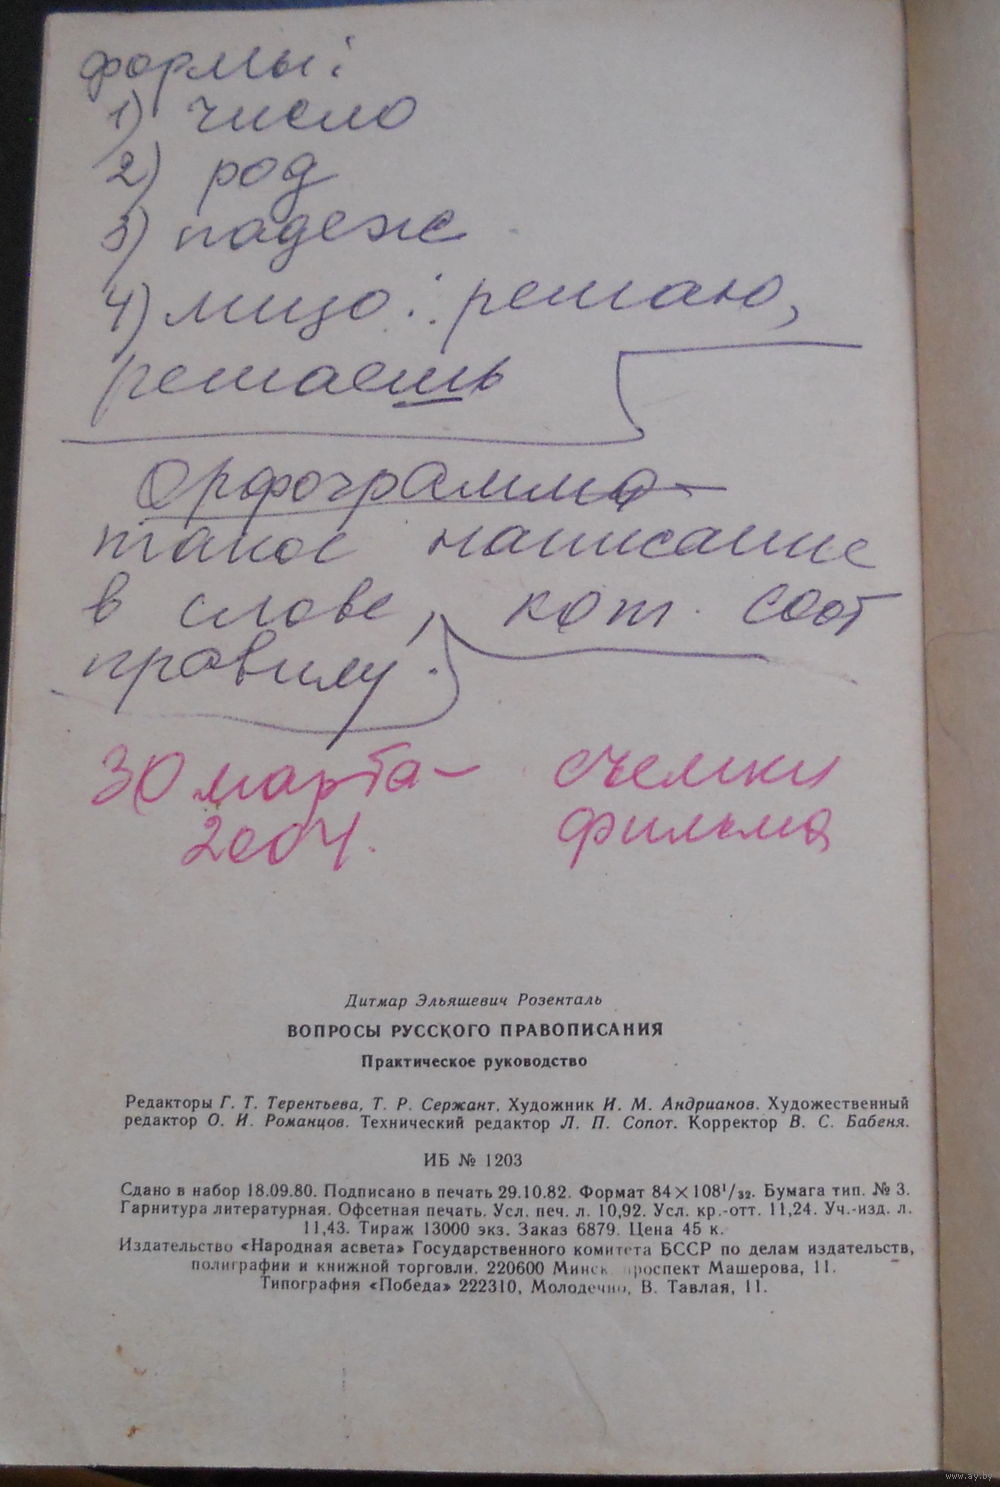 формы:
1) число
2) род
3) падеж
4) лицо: решаю,
решаешь
Орфограмма –
такое написание
в слове, кот. соот
правилу.
30 марта – съемки
2004. фильма
Дитмар Эльяшевич Розенталь
ВОПРОСЫ РУССКОГО ПРАВОПИСАНИЯ
Практическое руководство
Редакторы Г. Т. Терентьева, Т. Р. Сержант. Художник И. М. Андрианов. Художественный
редактор О. И. Романцов. Технический редактор Л. П. Сопот. Корректор В. С. Бабеня.
ИБ № 1203
Сдано в набор 18.09.80. Подписано в печать 29.10.82. Формат 84×108¹/₃₂. Бумага тип. № 3.
Гарнитура литературная. Офсетная печать. Усл. печ. л. 10,92. Усл. кр.-отт. 11,24. Уч.-изд. л.
11,43. Тираж 13000 экз. Заказ 6879. Цена 45 к.
Издательство «Народная асвета» Государственного комитета БССР по делам издательств,
полиграфии и книжной торговли. 220600 Минск, проспект Машерова, 11.
Типография «Победа» 222310, Молодечно, В. Тавлая, 11.
www.ay.by